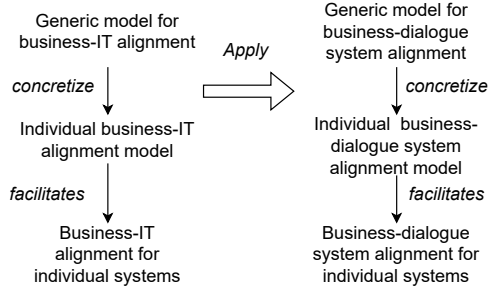 Generic model for
business-IT alignment
concretize
Individual business-IT
alignment model
facilitates
Business-IT
alignment for
individual systems
Apply
Generic model for
business-dialogue
system alignment
concretize
Individual business-
dialogue system
alignment model
facilitates
Business-dialogue
system alignment for
individual systems